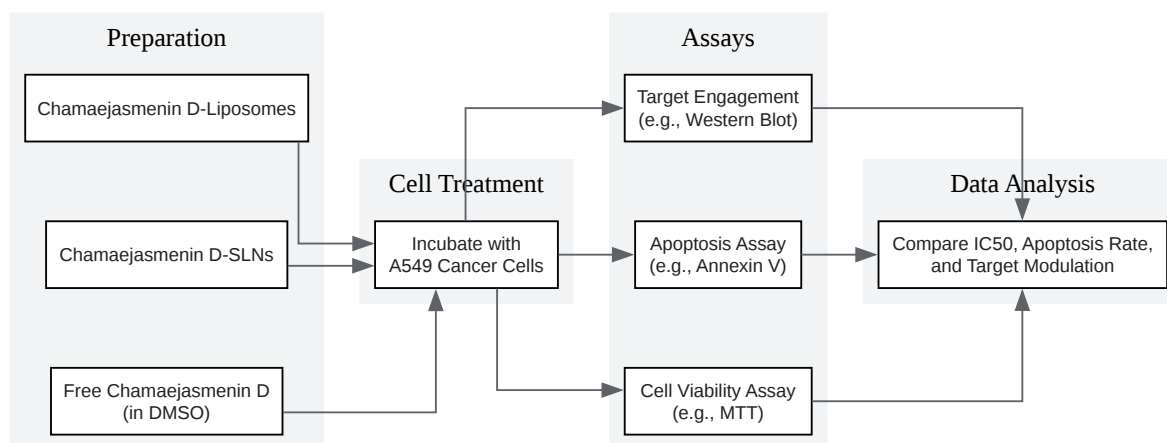 Preparation
Chamaejasmenin D-Liposomes
Chamaejasmenin D-SLNs
Free Chamaejasmenin D
(in DMSO)
Cell Treatment
Incubate with
A549 Cancer Cells
Assays
Target Engagement
(e.g., Western Blot)
Apoptosis Assay
(e.g., Annexin V)
Cell Viability Assay
(e.g., MTT)
Data Analysis
Compare IC50, Apoptosis Rate,
and Target Modulation